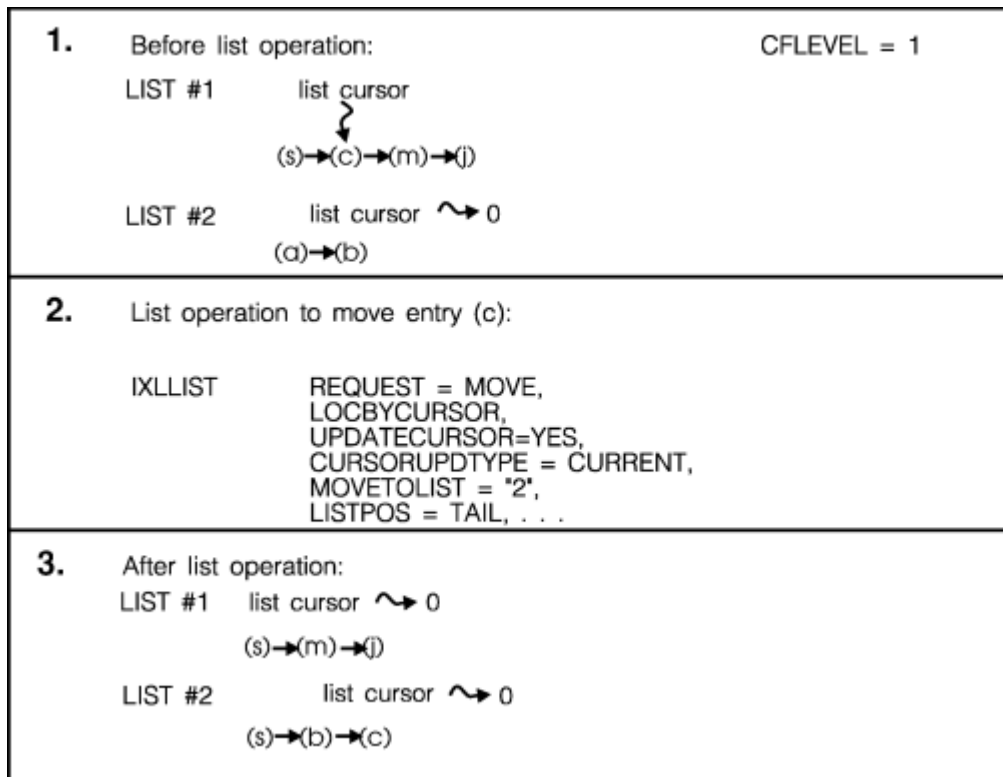 1. Before list operation: CFLEVEL = 1
LIST #1 list cursor
(s)→(c)→(m)→(j)
LIST #2 list cursor ↝ 0
(a)→(b)
2. List operation to move entry (c):
IXLLIST REQUEST = MOVE,
LOCBYCURSOR,
UPDATECURSOR=YES,
CURSORUPDTYPE = CURRENT,
MOVETOLIST = "2",
LISTPOS = TAIL, . . .
3. After list operation:
LIST #1 list cursor ↝ 0
(s)→(m)→(j)
LIST #2 list cursor ↝ 0
(s)→(b)→(c)